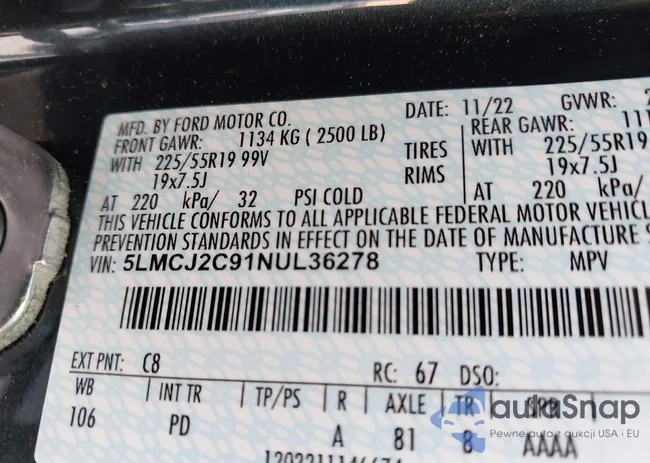 MFD. BY FORD MOTOR CO.
DATE: 11/22 GVWR:
FRONT GAWR: 1134 KG ( 2500 LB)
REAR GAWR:
WITH 225/55R19 99V TIRES WITH 225/55R19
19x7.5J RIMS 19x7.5J
AT 220 kPa/ 32 PSI COLD AT 220 kPa/
THIS VEHICLE CONFORMS TO ALL APPLICABLE FEDERAL MOTOR VEHICLE
PREVENTION STANDARDS IN EFFECT ON THE DATE OF MANUFACTURE
VIN: 5LMCJ2C91NUL36278 TYPE: MPV
EXT PNT: C8 RC: 67 DSO:
WB INT TR TP/PS R AXLE TR
106 PD A 81 8 AAAA
autaSnap
Pewne auta z aukcji USA i EU